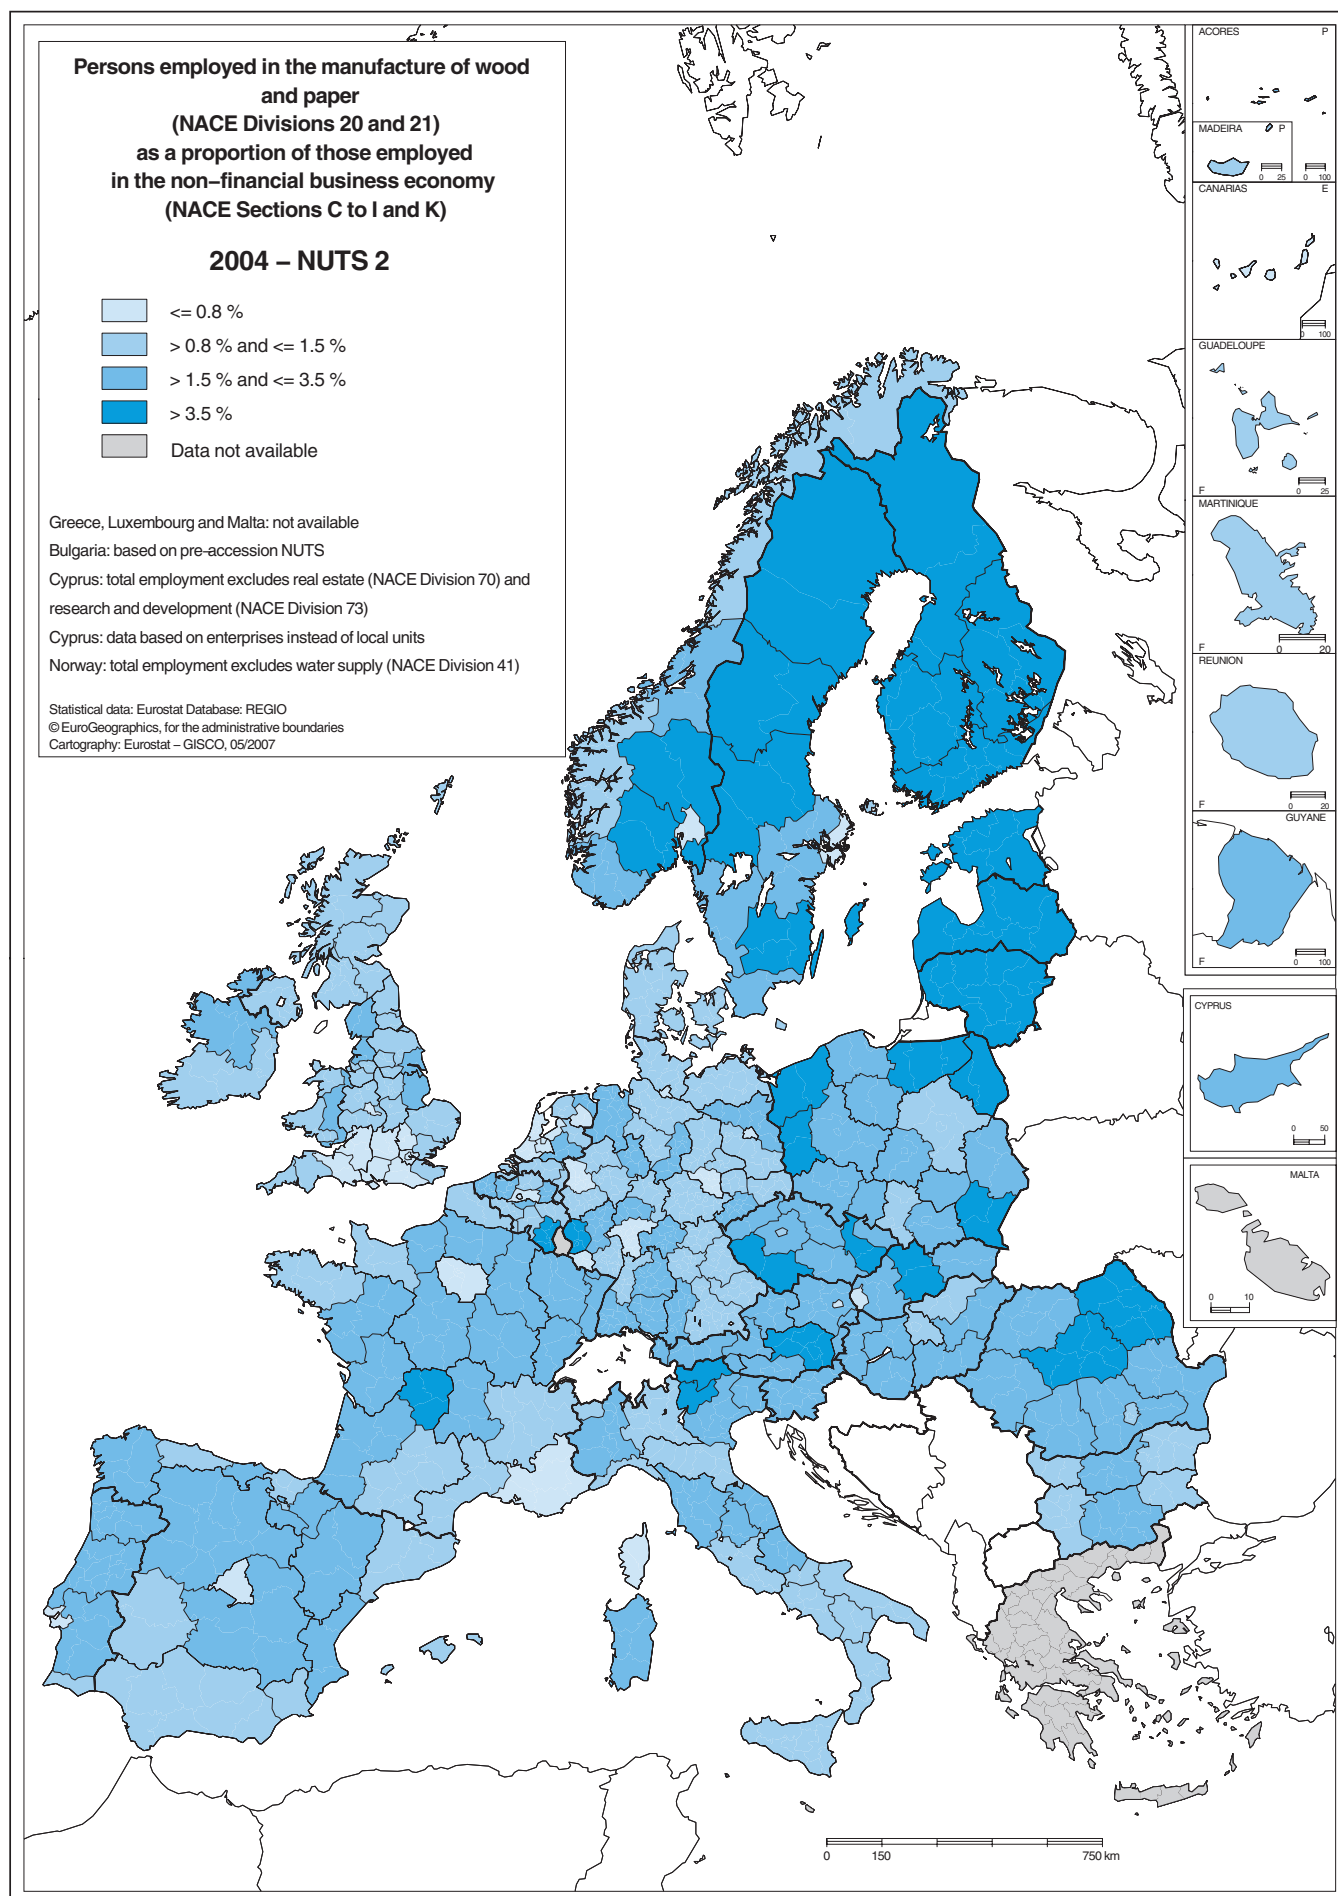 Persons employed in the manufacture of wood
and paper
(NACE Divisions 20 and 21)
as a proportion of those employed
in the non–financial business economy
(NACE Sections C to I and K)
2004 – NUTS 2
<= 0.8 %
> 0.8 % and <= 1.5 %
> 1.5 % and <= 3.5 %
> 3.5 %
Data not available
Greece, Luxembourg and Malta: not available
Bulgaria: based on pre-accession NUTS
Cyprus: total employment excludes real estate (NACE Division 70) and
research and development (NACE Division 73)
Cyprus: data based on enterprises instead of local units
Norway: total employment excludes water supply (NACE Division 41)
Statistical data: Eurostat Database: REGIO
© EuroGeographics, for the administrative boundaries
Cartography: Eurostat – GISCO, 05/2007
ACORES P
MADEIRA P
0 25
0 100
CANARIAS E
0 100
GUADELOUPE
F
0 25
MARTINIQUE
F
0 20
REUNION
F
0 20
GUYANE
F
0 100
CYPRUS
0 50
MALTA
0 10
0 150 750 km